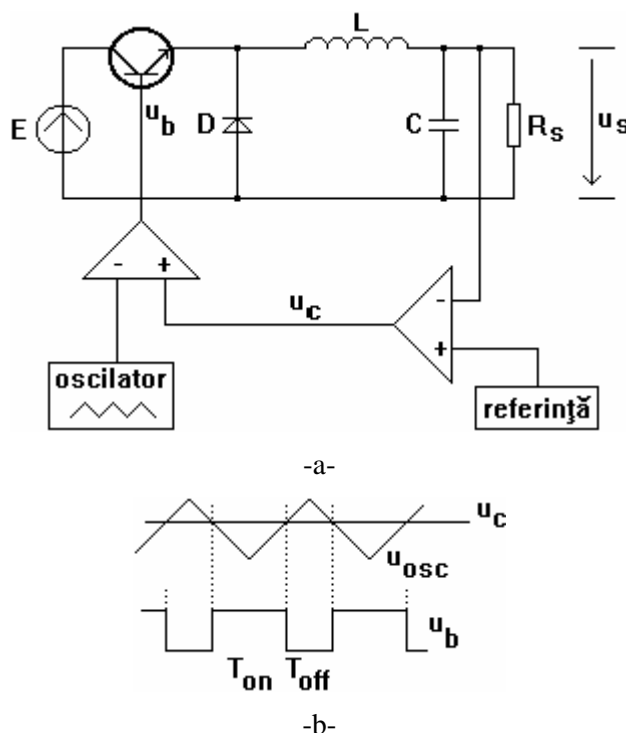 L
E
u_b
D
C
R_s
u_s
- +
u_c
-
+
oscilator
referinţă
-a-
u_c
u_osc
u_b
T_on T_off
-b-